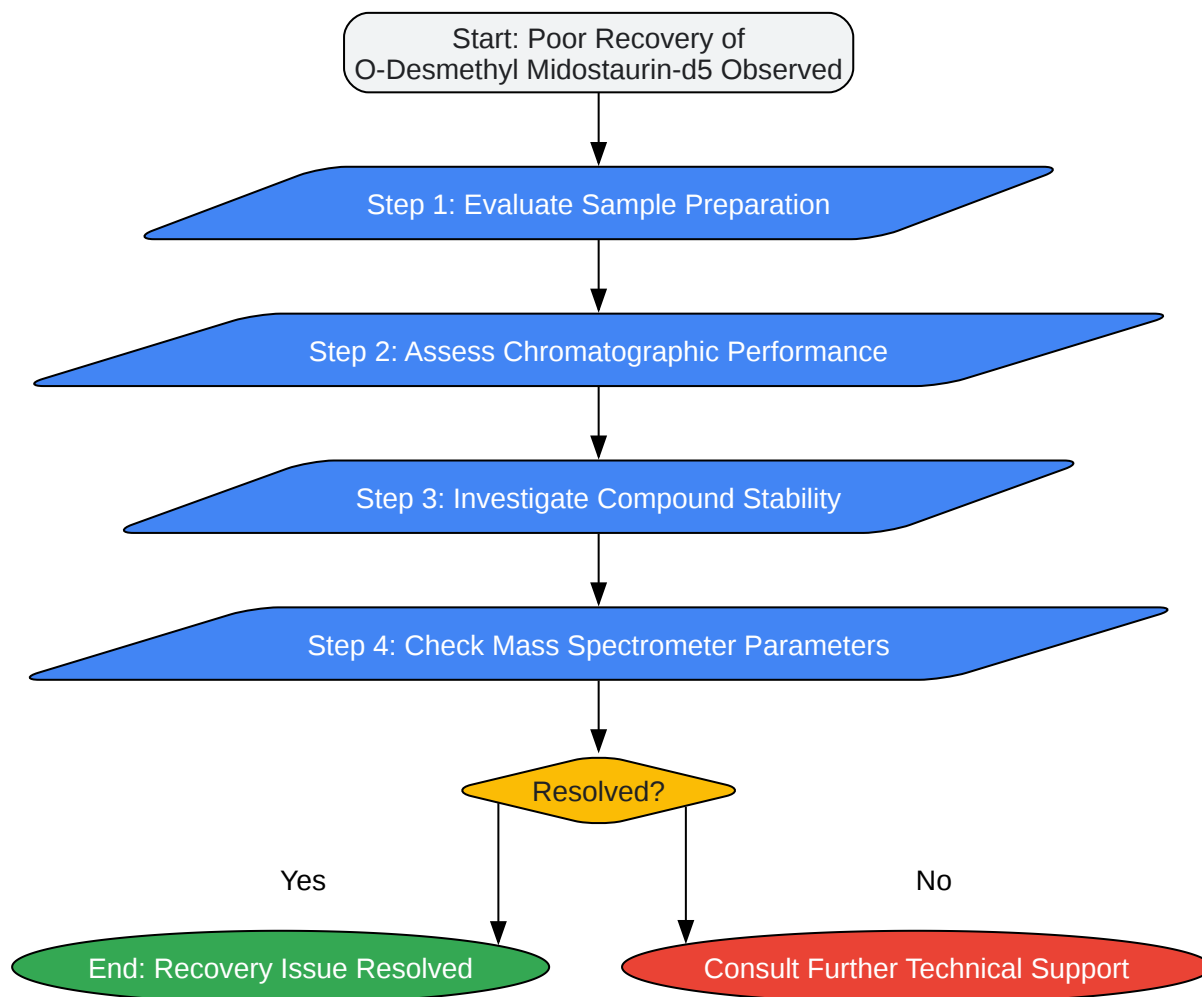 Start: Poor Recovery of
O-Desmethyl Midostaurin-d5 Observed
Step 1: Evaluate Sample Preparation
Step 2: Assess Chromatographic Performance
Step 3: Investigate Compound Stability
Step 4: Check Mass Spectrometer Parameters
Resolved?
Yes
No
End: Recovery Issue Resolved
Consult Further Technical Support